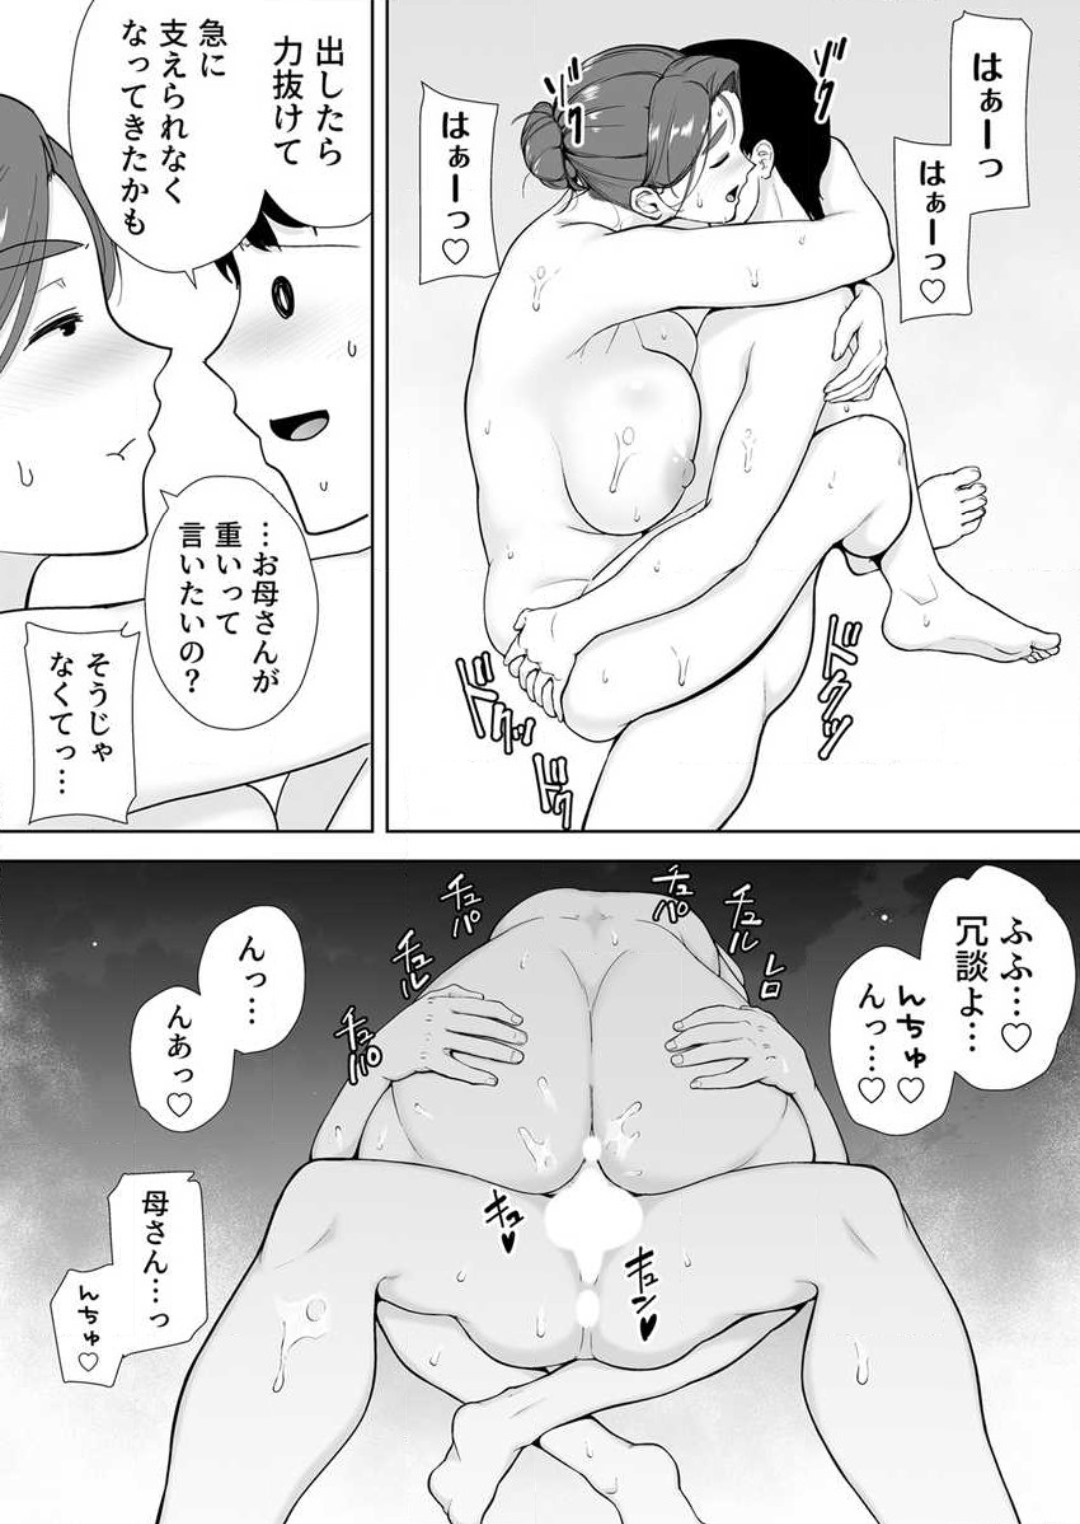 はぁーっ
はぁーっ♡
はぁーっ♡
ゾク
ゾク
ドクッ
ドクッ
ドク
出したら
力抜けて
急に
支えられなく
なってきたかも
…お母さんが
重いって
言いたいの?
そうじゃ
なくてっ…
ふふ…♡
冗談よ…
んちゅ♡
んっ…♡
レロ
チュル
チュパ
チュパ
チュル
チュパ
んっ…
んあっ♡
キュ♥
キュン♥
母さん…っ
んちゅ♡